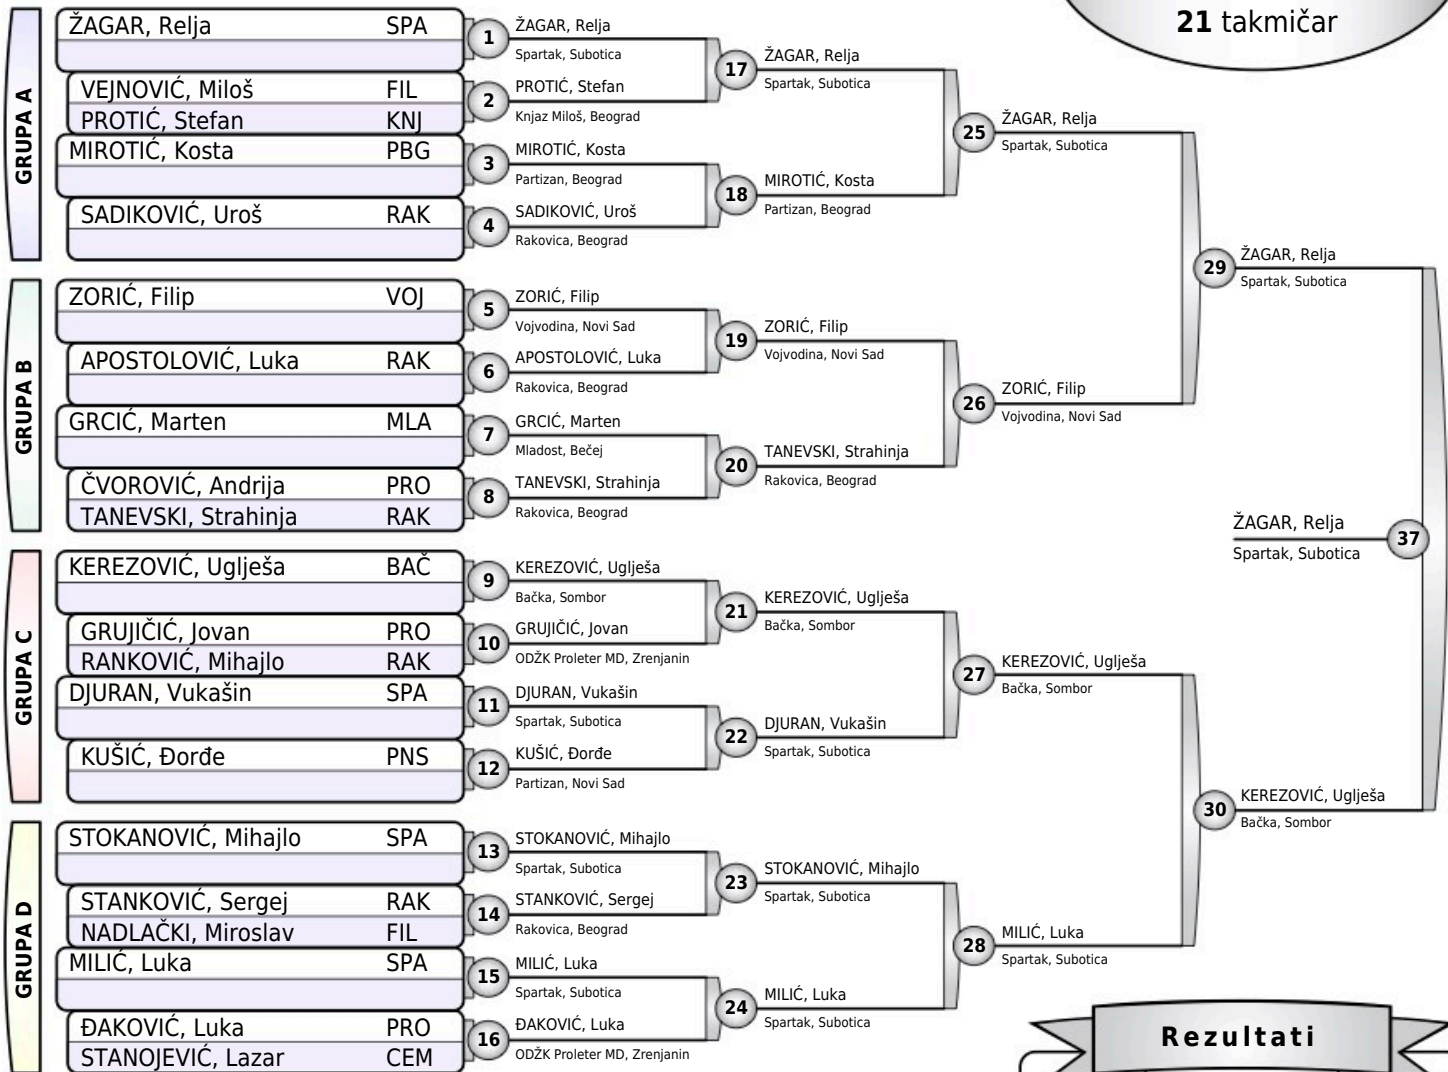 21 takmičar
GRUPA A
ŽAGAR, Relja SPA
VEJNOVIĆ, Miloš FIL
PROTIĆ, Stefan KNJ
MIROTIĆ, Kosta PBG
SADIKOVIĆ, Uroš RAK
GRUPA B
ZORIĆ, Filip VOJ
APOSTOLOVIĆ, Luka RAK
GRCIĆ, Marten MLA
ČVOROVIĆ, Andrija PRO
TANEVSKI, Strahinja RAK
GRUPA C
KEREZOVIĆ, Uglješa BAČ
GRUJIČIĆ, Jovan PRO
RANKOVIĆ, Mihajlo RAK
DJURAN, Vukašin SPA
KUŠIĆ, Đorđe PNS
GRUPA D
STOKANOVIĆ, Mihajlo SPA
STANKOVIĆ, Sergej RAK
NADLAČKI, Miroslav FIL
MILIĆ, Luka SPA
ĐAKOVIĆ, Luka PRO
STANOJEVIĆ, Lazar CEM
1 ŽAGAR, Relja
Spartak, Subotica
2 PROTIĆ, Stefan
Knjaz Miloš, Beograd
3 MIROTIĆ, Kosta
Partizan, Beograd
4 SADIKOVIĆ, Uroš
Rakovica, Beograd
5 ZORIĆ, Filip
Vojvodina, Novi Sad
6 APOSTOLOVIĆ, Luka
Rakovica, Beograd
7 GRCIĆ, Marten
Mladost, Bečej
8 TANEVSKI, Strahinja
Rakovica, Beograd
9 KEREZOVIĆ, Uglješa
Bačka, Sombor
10 GRUJIČIĆ, Jovan
ODŽK Proleter MD, Zrenjanin
11 DJURAN, Vukašin
Spartak, Subotica
12 KUŠIĆ, Đorđe
Partizan, Novi Sad
13 STOKANOVIĆ, Mihajlo
Spartak, Subotica
14 STANKOVIĆ, Sergej
Rakovica, Beograd
15 MILIĆ, Luka
Spartak, Subotica
16 ĐAKOVIĆ, Luka
ODŽK Proleter MD, Zrenjanin
17 ŽAGAR, Relja
Spartak, Subotica
18 MIROTIĆ, Kosta
Partizan, Beograd
19 ZORIĆ, Filip
Vojvodina, Novi Sad
20 TANEVSKI, Strahinja
Rakovica, Beograd
21 KEREZOVIĆ, Uglješa
Bačka, Sombor
22 DJURAN, Vukašin
Spartak, Subotica
23 STOKANOVIĆ, Mihajlo
Spartak, Subotica
24 MILIĆ, Luka
Spartak, Subotica
25 ŽAGAR, Relja
Spartak, Subotica
26 ZORIĆ, Filip
Vojvodina, Novi Sad
27 KEREZOVIĆ, Uglješa
Bačka, Sombor
28 MILIĆ, Luka
Spartak, Subotica
29 ŽAGAR, Relja
Spartak, Subotica
30 KEREZOVIĆ, Uglješa
Bačka, Sombor
ŽAGAR, Relja 37
Spartak, Subotica
Rezultati